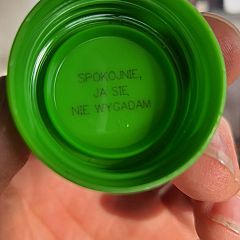 SPOKOJNIE,
JA SIĘ
NIE WYGADAM